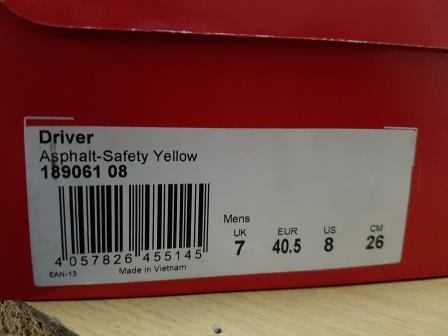 Driver
Asphalt-Safety Yellow
189061 08
4 057826 455145
EAN-13
Made in Vietnam
Mens
UK EUR US CM
7 40.5 8 26